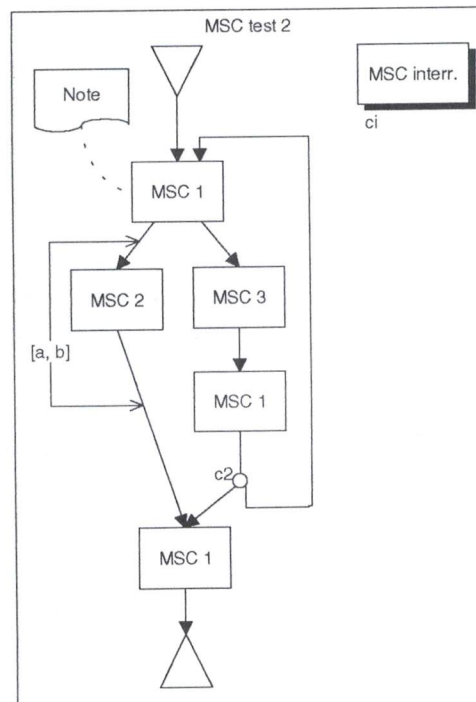 MSC test 2
Note
MSC interr.
ci
MSC 1
MSC 2
MSC 3
[a, b]
MSC 1
c2
MSC 1